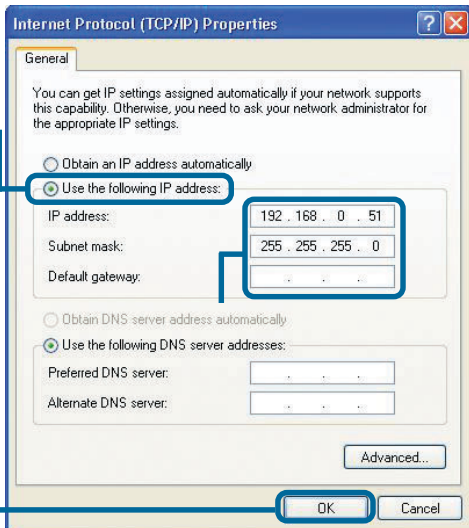 Internet Protocol (TCP/IP) Properties
General
You can get IP settings assigned automatically if your network supports
this capability. Otherwise, you need to ask your network administrator for
the appropriate IP settings.
Obtain an IP address automatically
Use the following IP address:
IP address: 192 . 168 . 0 . 51
Subnet mask: 255 . 255 . 255 . 0
Default gateway: . . .
Obtain DNS server address automatically
Use the following DNS server addresses:
Preferred DNS server: . . .
Alternate DNS server: . . .
Advanced...
OK Cancel